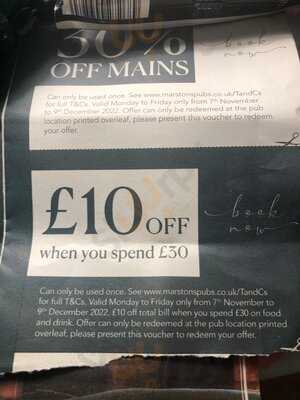 30%
OFF MAINS
book
now
Can only be used once. See www.marstonspubs.co.uk/TandCs
for full T&Cs. Valid Monday to Friday only from 7th November
to 9th December 2022. Offer can only be redeemed at the pub
location printed overleaf, please present this voucher to redeem
your offer.
£10 OFF
when you spend £30
book
now
Can only be used once. See www.marstonspubs.co.uk/TandCs
for full T&Cs. Valid Monday to Friday only from 7th November to
9th December 2022, £10 off total bill when you spend £30 on food
and drink. Offer can only be redeemed at the pub location printed
overleaf, please present this voucher to redeem your offer.